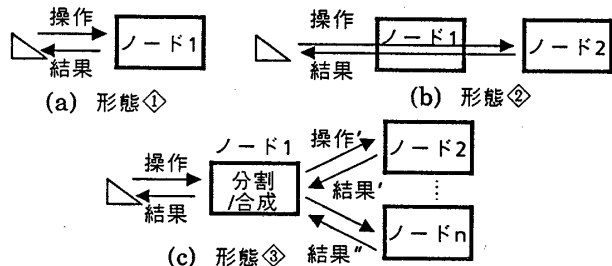 操作
ノード1
結果
(a) 形態①
操作
ノード1
ノード2
結果
(b) 形態②
ノード1
操作
分割
/合成
結果
操作′
ノード2
結果′
⋮
操作″
ノードn
結果″
(c) 形態③